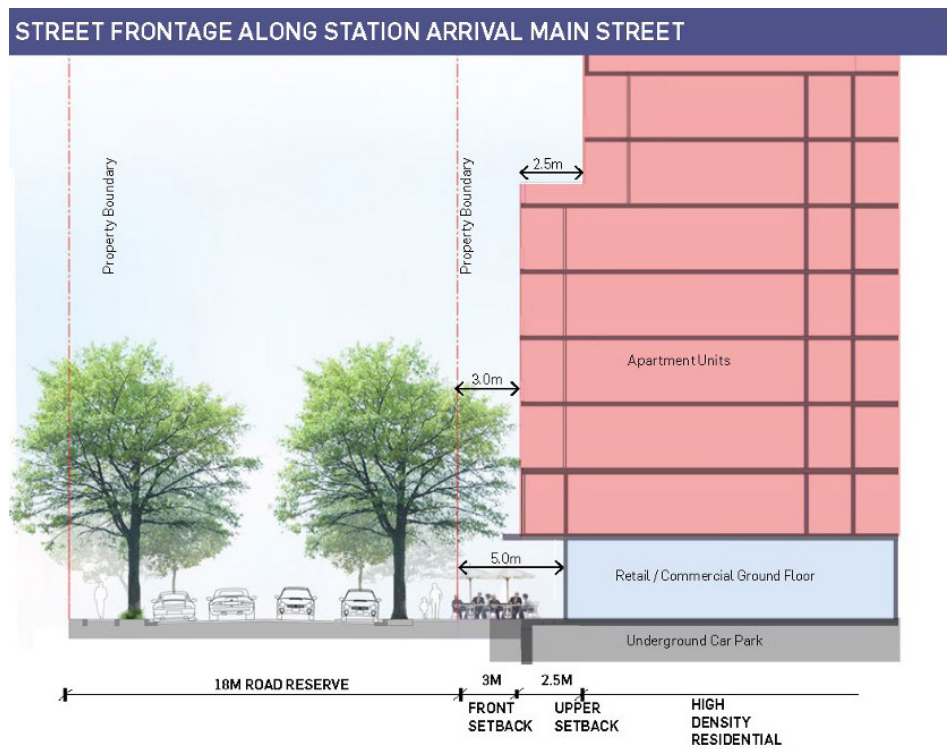 STREET FRONTAGE ALONG STATION ARRIVAL MAIN STREET
Property Boundary
Property Boundary
2.5m
3.0m
Apartment Units
5.0m
Retail / Commercial Ground Floor
Underground Car Park
18M ROAD RESERVE
3M
FRONT
SETBACK
2.5M
UPPER
SETBACK
HIGH
DENSITY
RESIDENTIAL